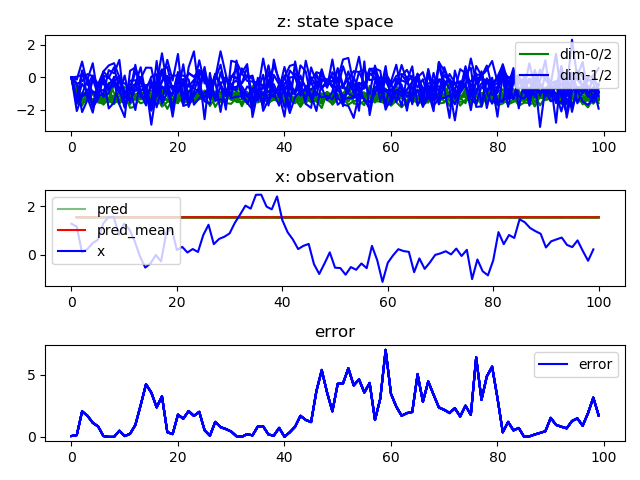 z: state space
2
0
−2
dim-0/2
dim-1/2
0 20 40 60 80 100
x: observation
2
0
pred
pred_mean
x
0 20 40 60 80 100
error
5
0
error
0 20 40 60 80 100